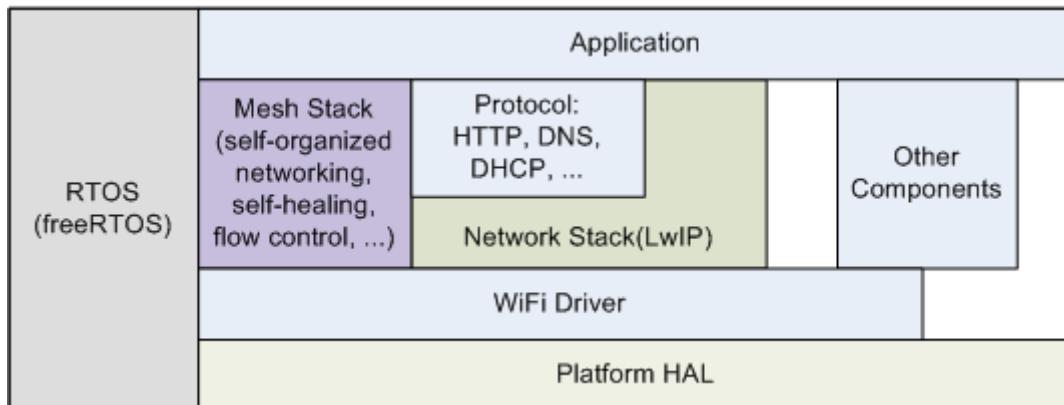 RTOS
(freeRTOS)
Application
Mesh Stack
(self-organized
networking,
self-healing,
flow control, ...)
Protocol:
HTTP, DNS,
DHCP, ...
Network Stack(LwIP)
Other
Components
WiFi Driver
Platform HAL